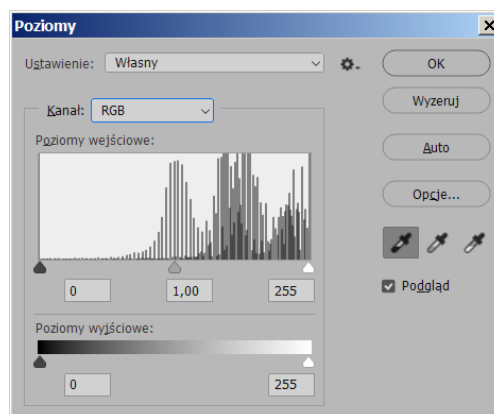 Poziomy
Ustawienie: Własny
OK
Wyzeruj
Auto
Opcje...
Kanał: RGB
Poziomy wejściowe:
0 1,00 255
Podgląd
Poziomy wyjściowe:
0 255